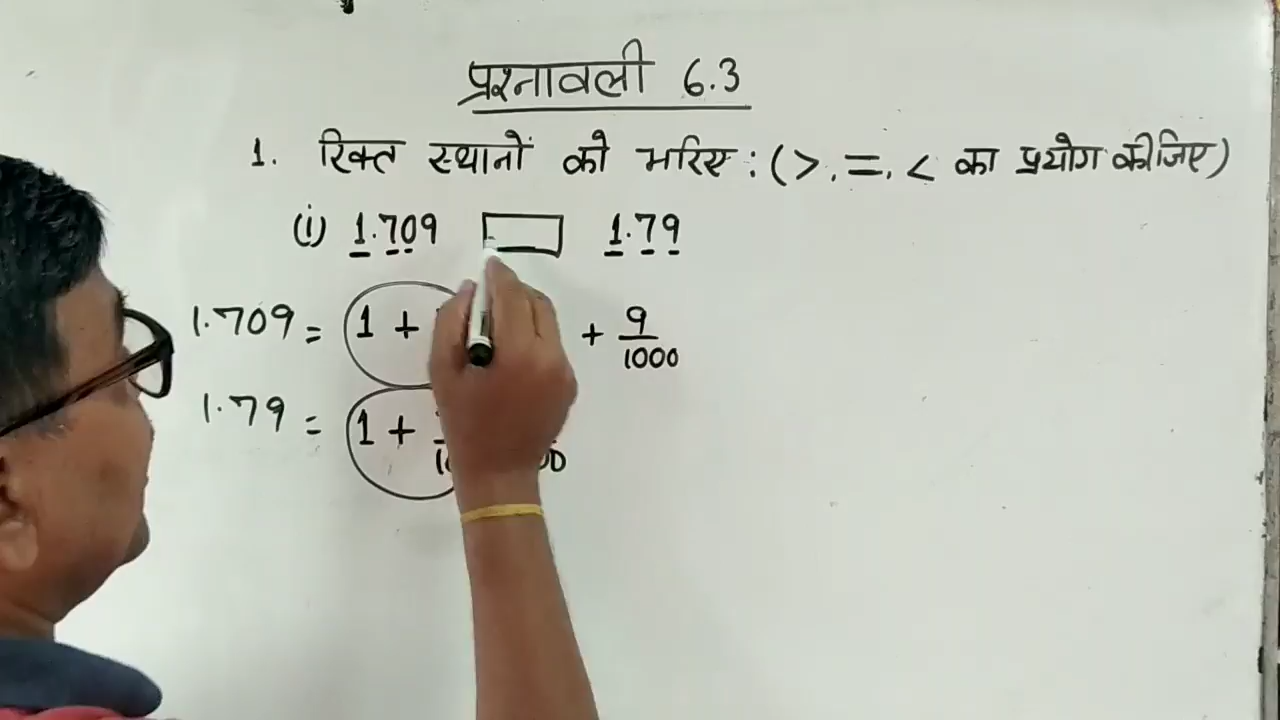 प्रश्नावली 6.3
1. रिक्त स्थानों को भरिए : (>, =, < का प्रयोग कीजिए)
(i) 1.709 1.79
1.709 = 1 + + 9/1000
1.79 = 1 +